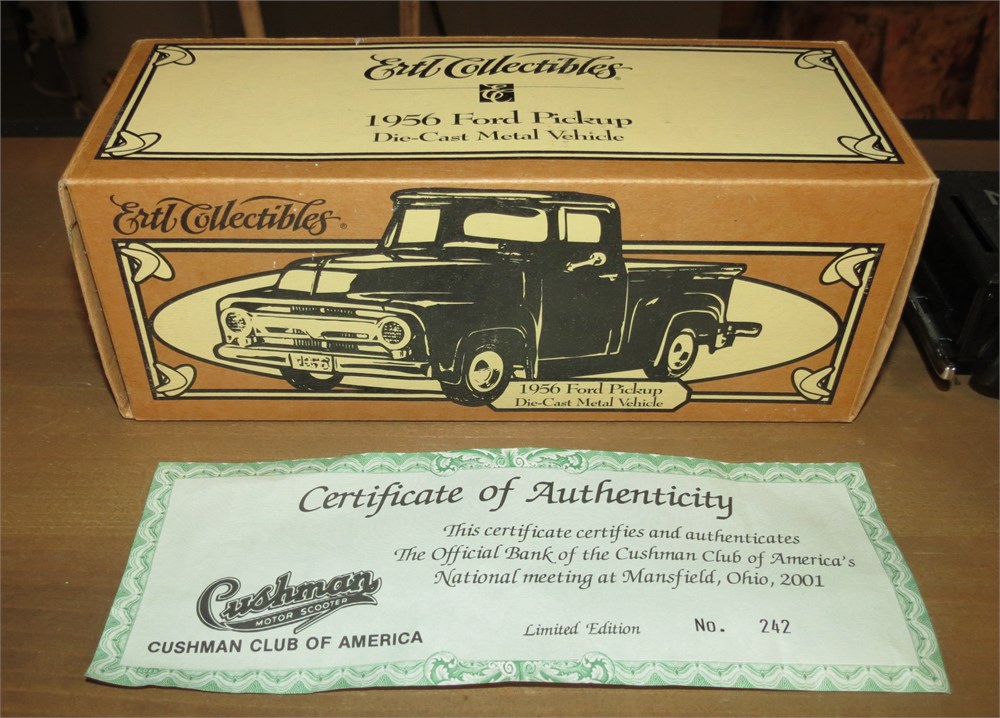 Ertl Collectibles®
1956 Ford Pickup
Die-Cast Metal Vehicle
Ertl Collectibles®
1956
1956 Ford Pickup
Die-Cast Metal Vehicle
Certificate of Authenticity
This certificate certifies and authenticates
The Official Bank of the Cushman Club of America's
National meeting at Mansfield, Ohio, 2001
Cushman
MOTOR SCOOTER
CUSHMAN CLUB OF AMERICA
Limited Edition No. 242